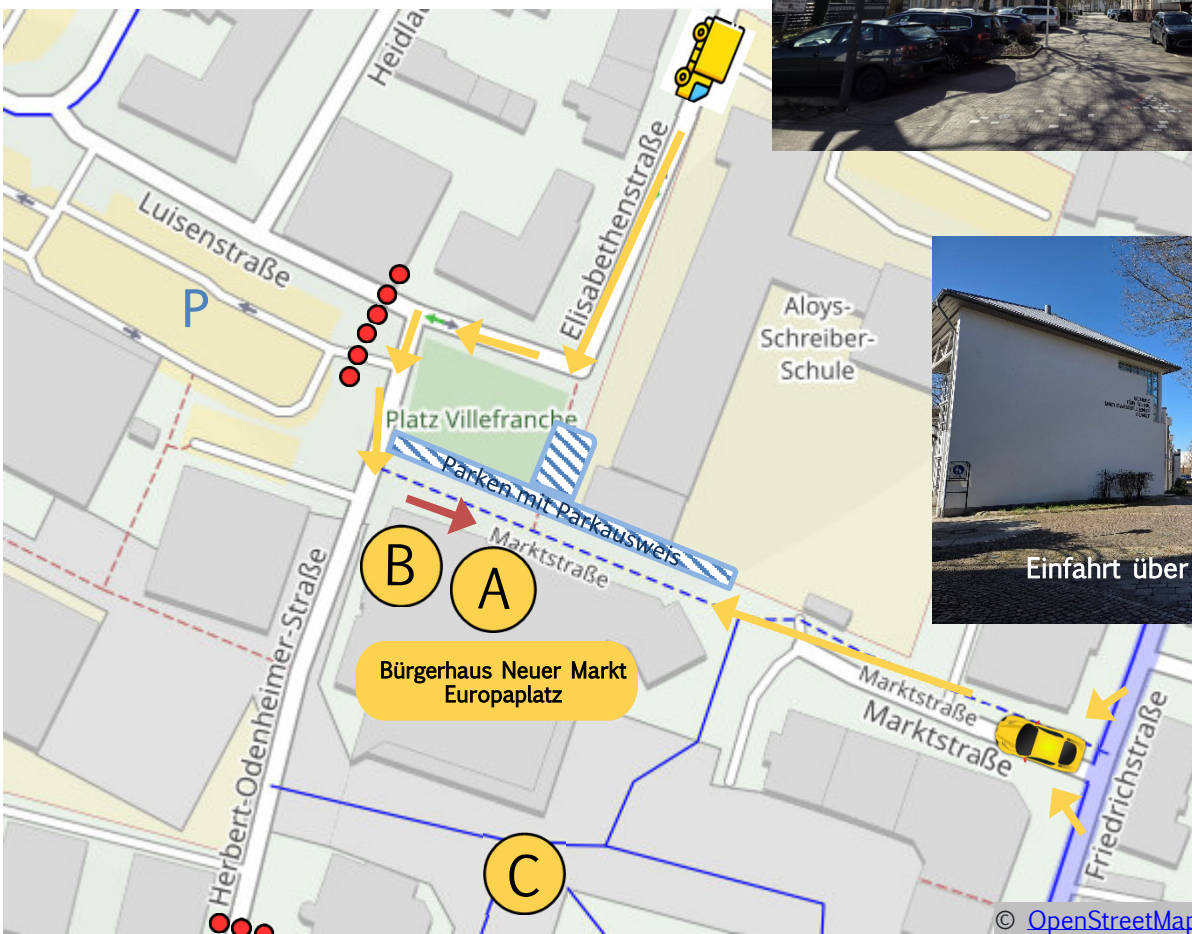 Heidla
Elisabethenstraße
Luisenstraße
P
Aloys-
Schreiber-
Schule
Platz Villefranche
Parken mit Parkausweis
Marktstraße
B
A
Einfahrt über
Bürgerhaus Neuer Markt
Europaplatz
Marktstraße
Marktstraße
Friedrichstraße
Herbert-Odenheimer-Straße
C
© OpenStreetMap